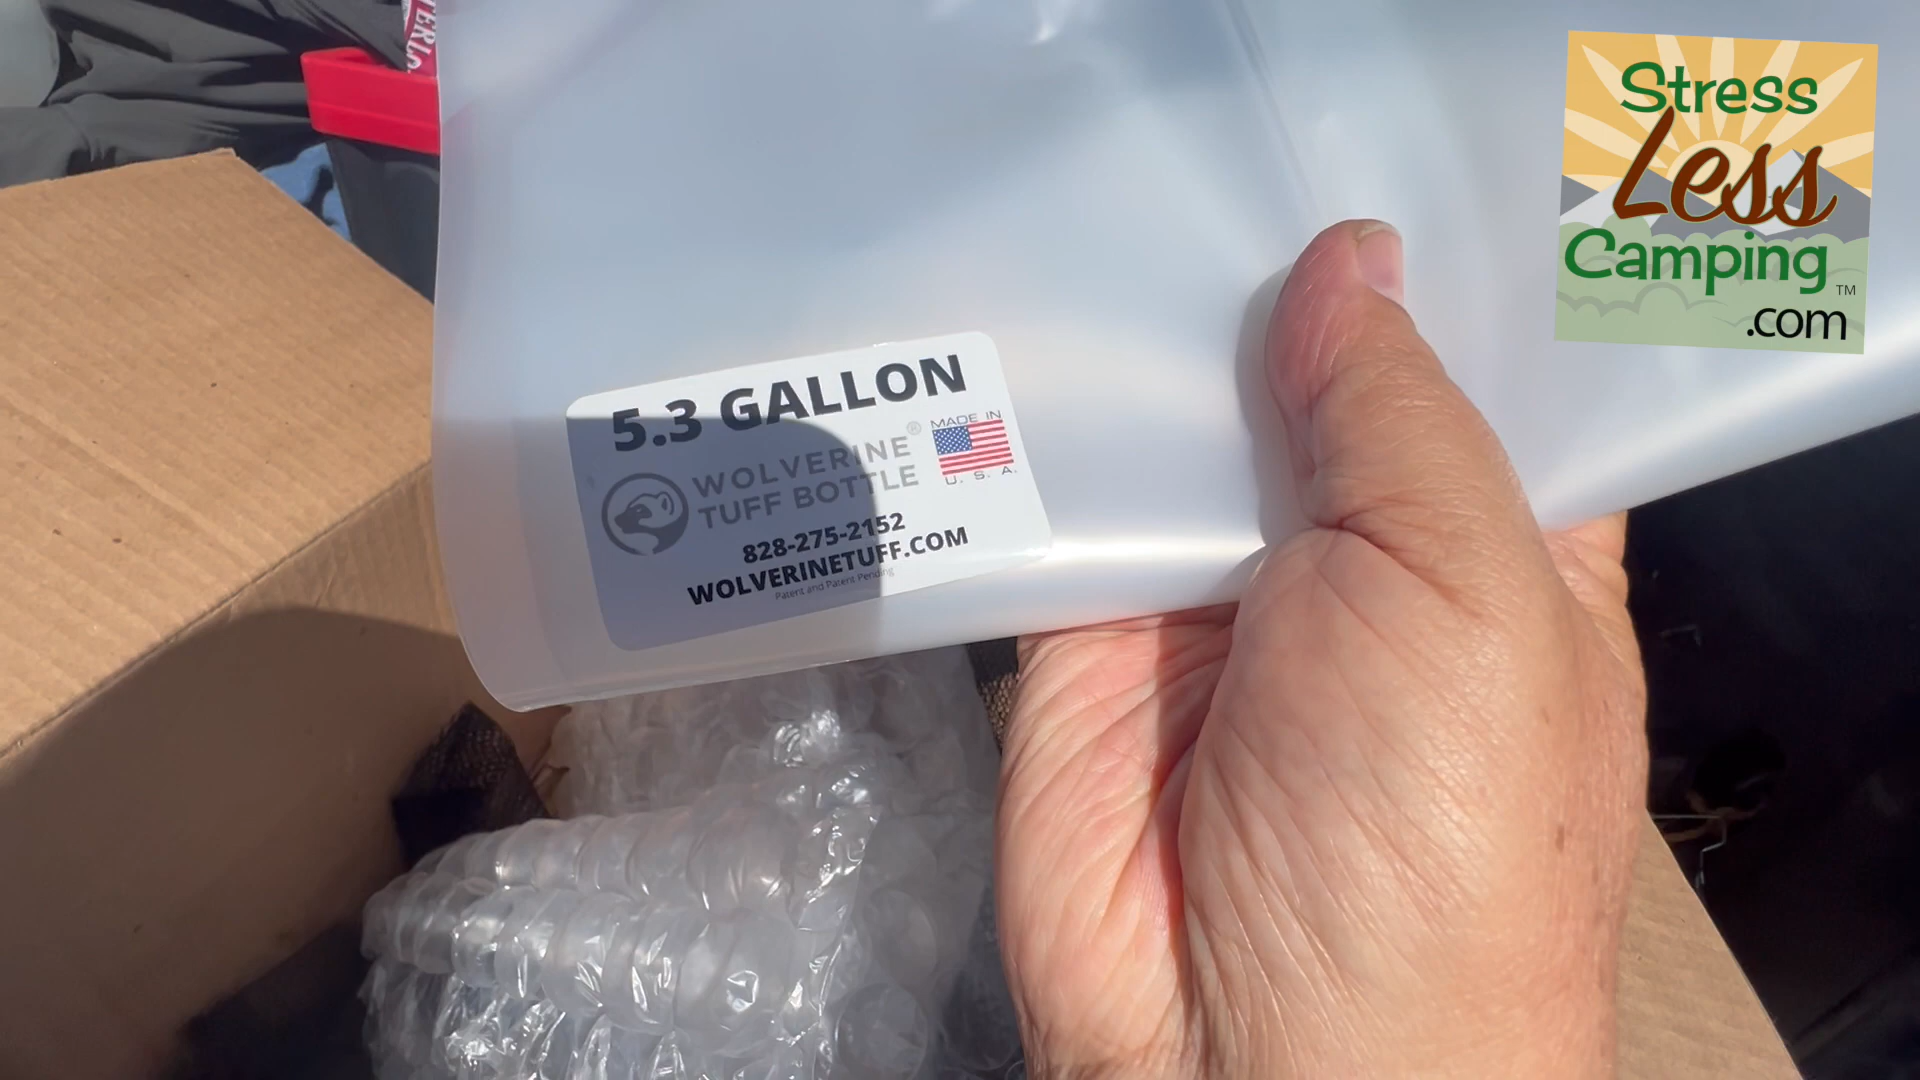 Stress
Less
Camping
TM
.com
5.3 GALLON
WOLVERINE®
TUFF BOTTLE
MADE IN
U. S. A.
828-275-2152
WOLVERINETUFF.COM
Patent and Patent Pending